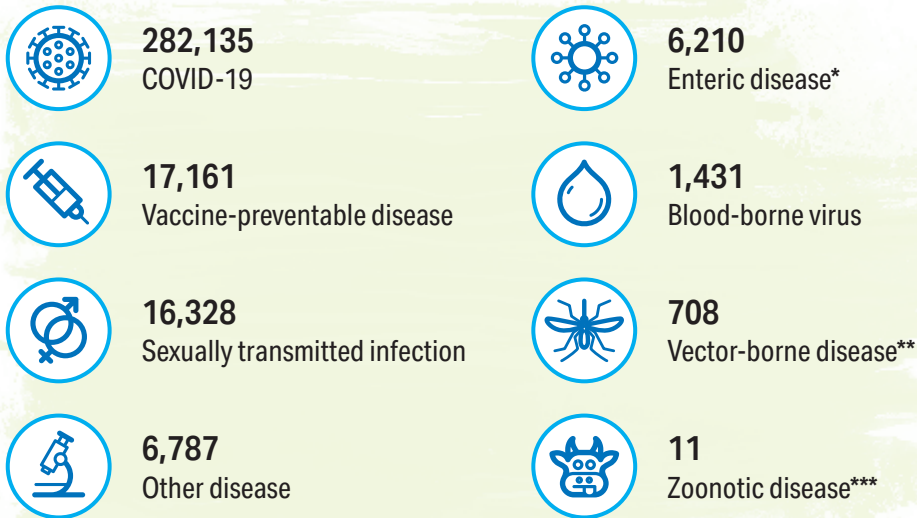 282,135
COVID-19
6,210
Enteric disease*
17,161
Vaccine-preventable disease
1,431
Blood-borne virus
16,328
Sexually transmitted infection
708
Vector-borne disease**
6,787
Other disease
11
Zoonotic disease***